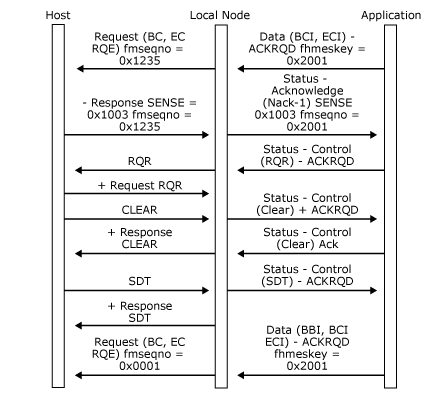 Host
Local Node
Application
Request (BC, EC
RQE) fmseqno =
0x1235
Data (BCI, ECI) -
ACKRQD fhmeskey =
0x2001
- Response SENSE =
0x1003 fmseqno =
0x1235
Status -
Acknowledge
(Nack-1) SENSE
0x1003 fmseqno =
0x2001
RQR
Status - Control
(RQR) - ACKRQD
+ Request RQR
CLEAR
Status - Control
(Clear) + ACKRQD
+ Response
CLEAR
Status - Control
(Clear) Ack
SDT
Status - Control
(SDT) - ACKRQD
+ Response
SDT
Request (BC, EC
RQE) fmseqno =
0x0001
Data (BBI, BCI
ECI) - ACKRQD
fhmeskey =
0x2001